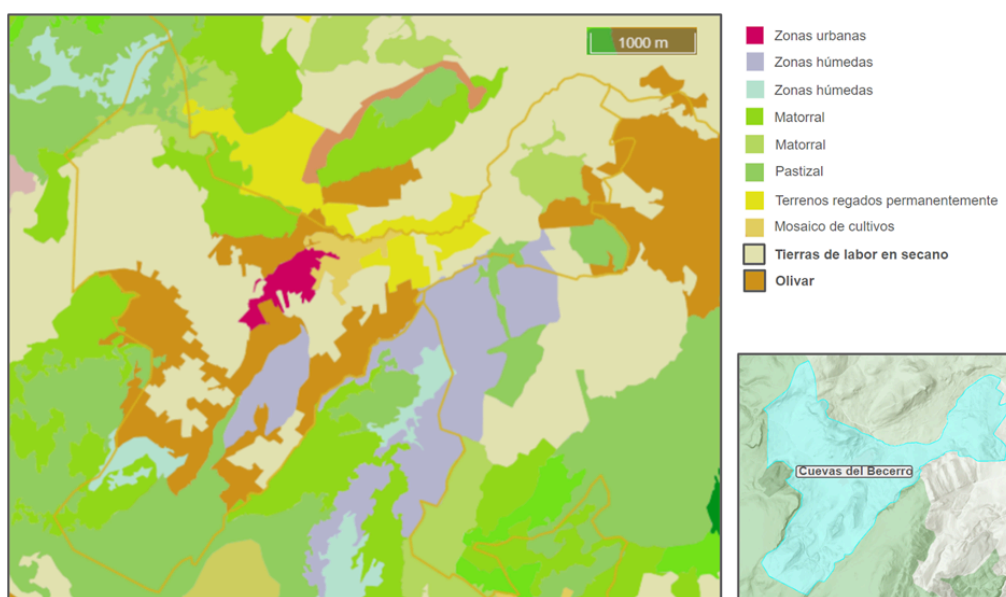 1000 m
Zonas urbanas
Zonas húmedas
Zonas húmedas
Matorral
Matorral
Pastizal
Terrenos regados permanentemente
Mosaico de cultivos
Tierras de labor en secano
Olivar
Cuevas del Becerro